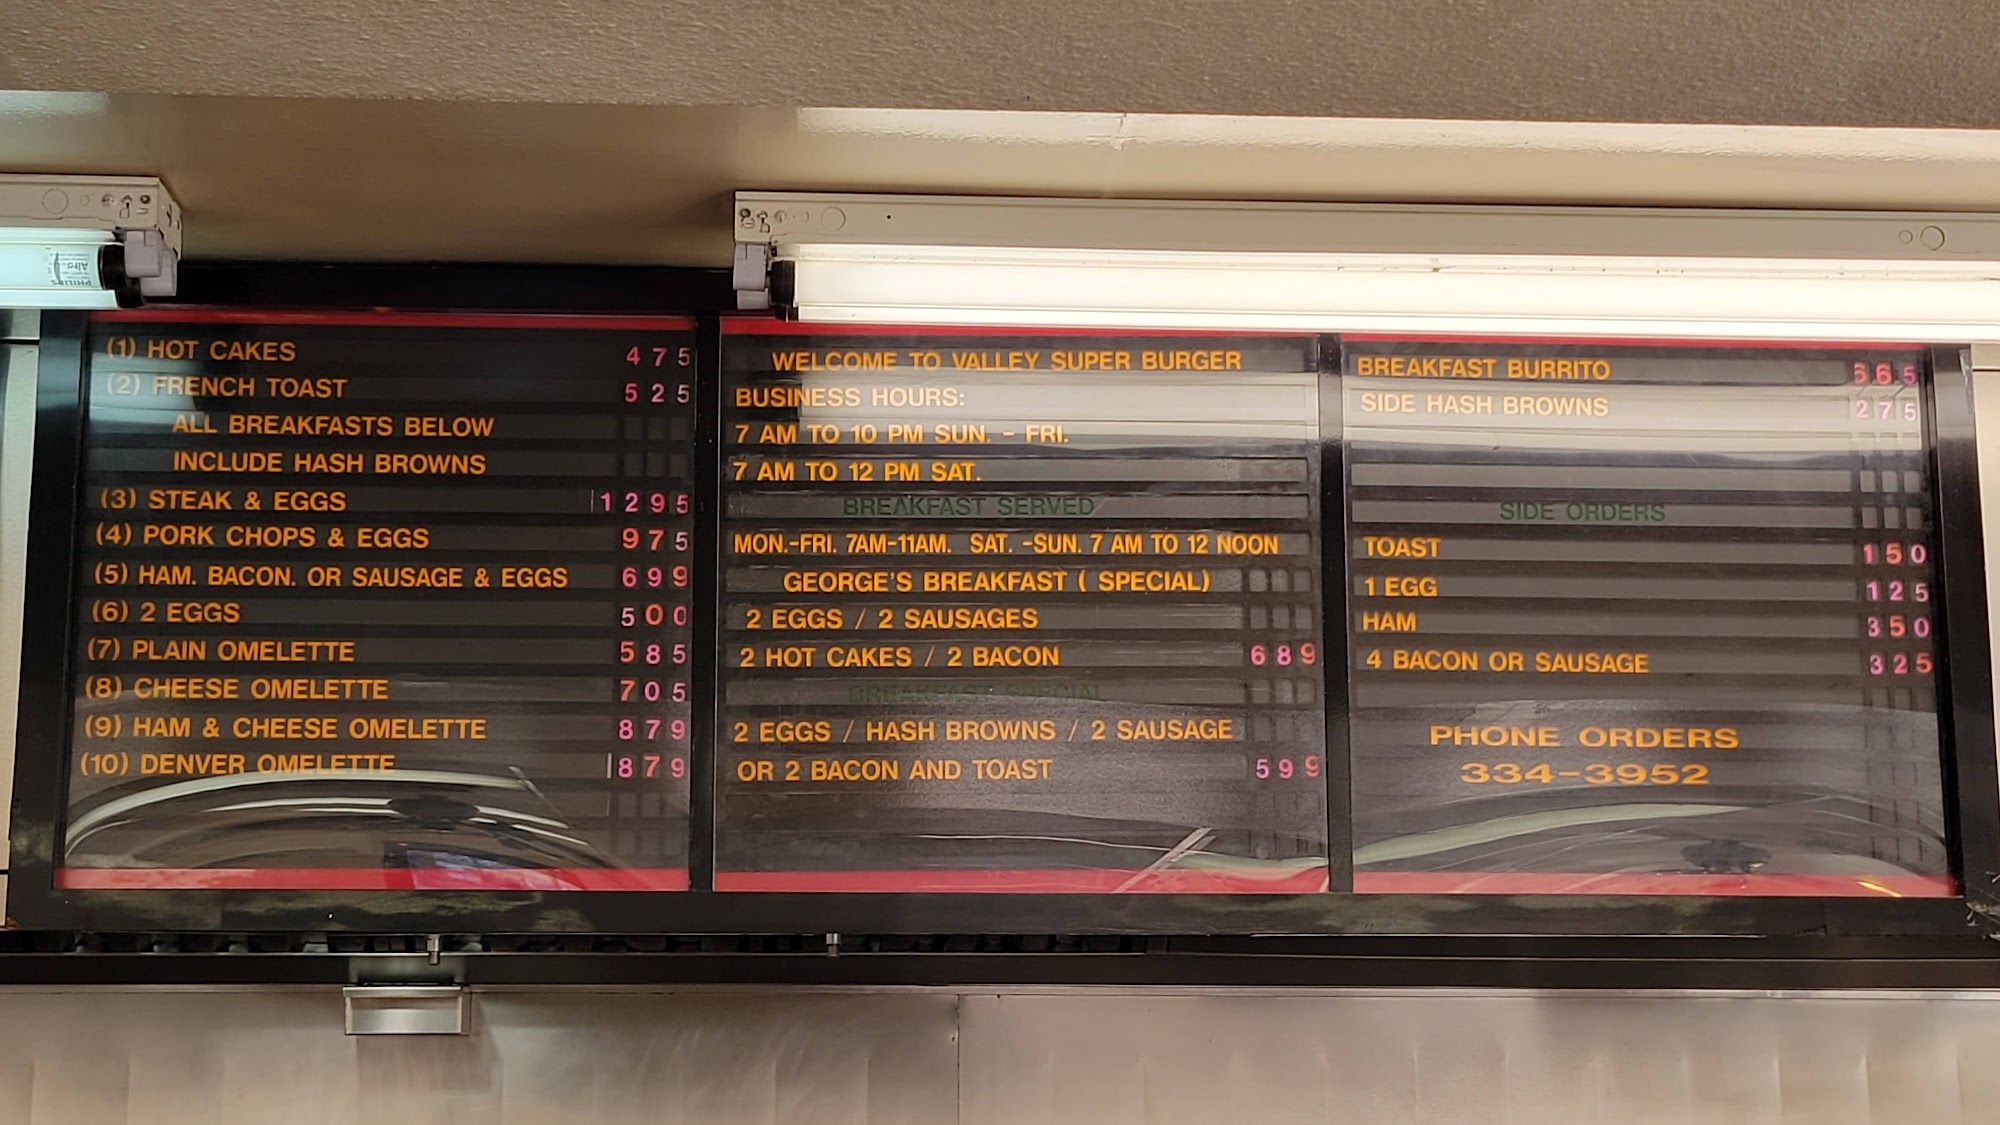 (1) HOT CAKES 475
(2) FRENCH TOAST 525
ALL BREAKFASTS BELOW
INCLUDE HASH BROWNS
(3) STEAK & EGGS 1295
(4) PORK CHOPS & EGGS 975
(5) HAM. BACON. OR SAUSAGE & EGGS 699
(6) 2 EGGS 500
(7) PLAIN OMELETTE 585
(8) CHEESE OMELETTE 705
(9) HAM & CHEESE OMELETTE 879
(10) DENVER OMELETTE 879
WELCOME TO VALLEY SUPER BURGER
BUSINESS HOURS:
7 AM TO 10 PM SUN. - FRI.
7 AM TO 12 PM SAT.
BREAKFAST SERVED
MON.-FRI. 7AM-11AM. SAT. -SUN. 7 AM TO 12 NOON
GEORGE'S BREAKFAST ( SPECIAL)
2 EGGS / 2 SAUSAGES
2 HOT CAKES / 2 BACON 689
BREAKFAST SPECIAL
2 EGGS / HASH BROWNS / 2 SAUSAGE
OR 2 BACON AND TOAST 599
BREAKFAST BURRITO
SIDE HASH BROWNS 275
SIDE ORDERS
TOAST 150
1 EGG 125
HAM 350
4 BACON OR SAUSAGE 325
PHONE ORDERS
334-3952
PHILIPS
Alto